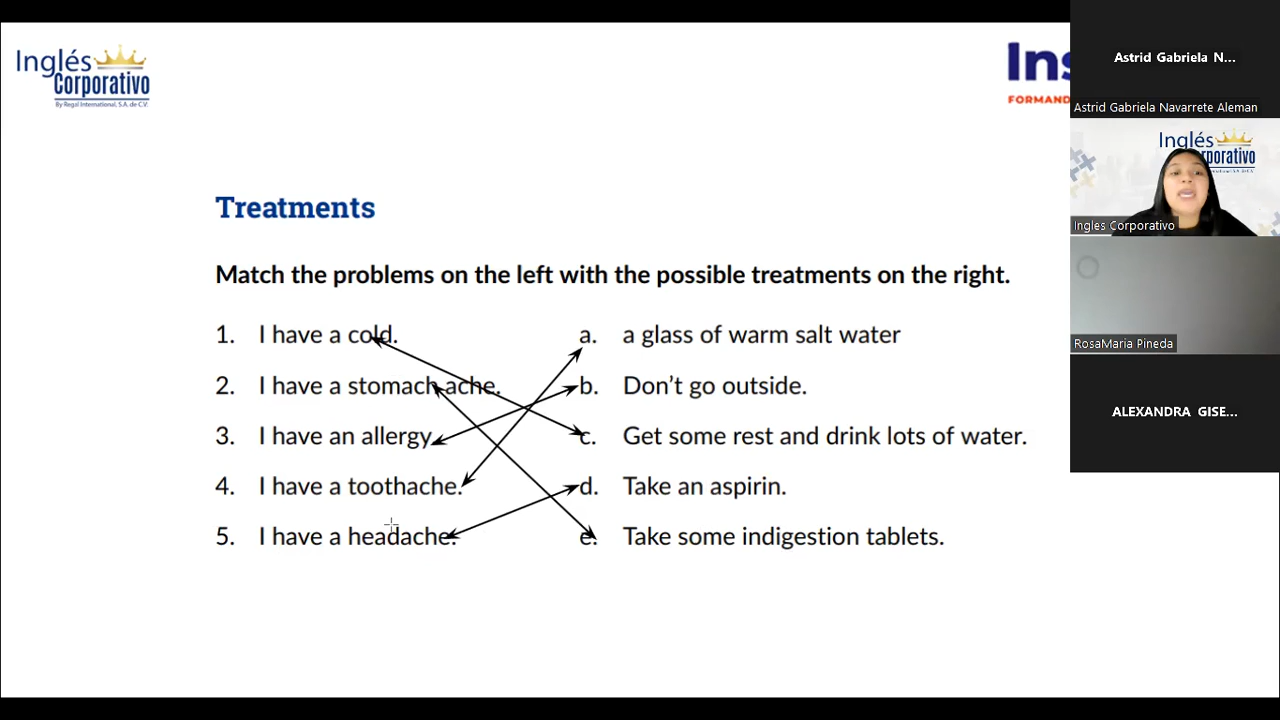 Inglés
Corporativo
By Regal International, S.A. de C.V.
Ins
FORMAND
Treatments
Match the problems on the left with the possible treatments on the right.
1. I have a cold.
2. I have a stomach ache.
3. I have an allergy
4. I have a toothache.
5. I have a headache.
a. a glass of warm salt water
b. Don't go outside.
c. Get some rest and drink lots of water.
d. Take an aspirin.
e. Take some indigestion tablets.
Astrid Gabriela N...
Astrid Gabriela Navarrete Aleman
Inglés
rporativo
Ingles Corporativo
RosaMaria Pineda
ALEXANDRA GISE...